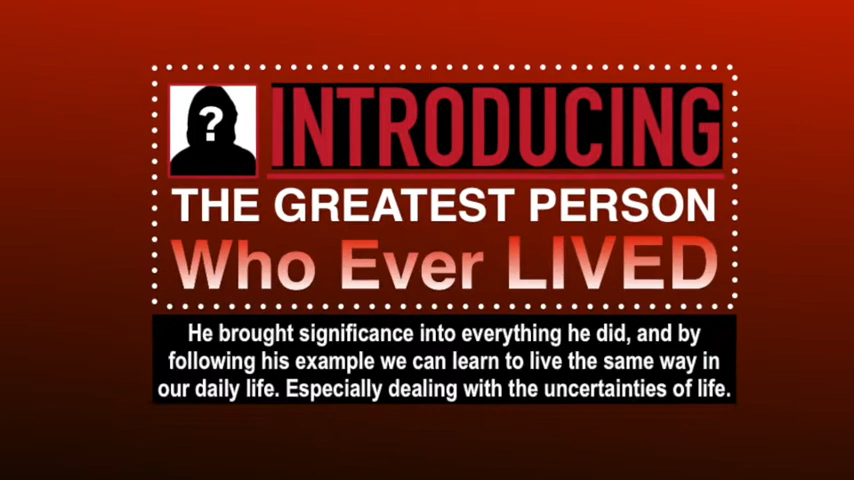 ?
INTRODUCING
THE GREATEST PERSON
Who Ever LIVED
He brought significance into everything he did, and by
following his example we can learn to live the same way in
our daily life. Especially dealing with the uncertainties of life.